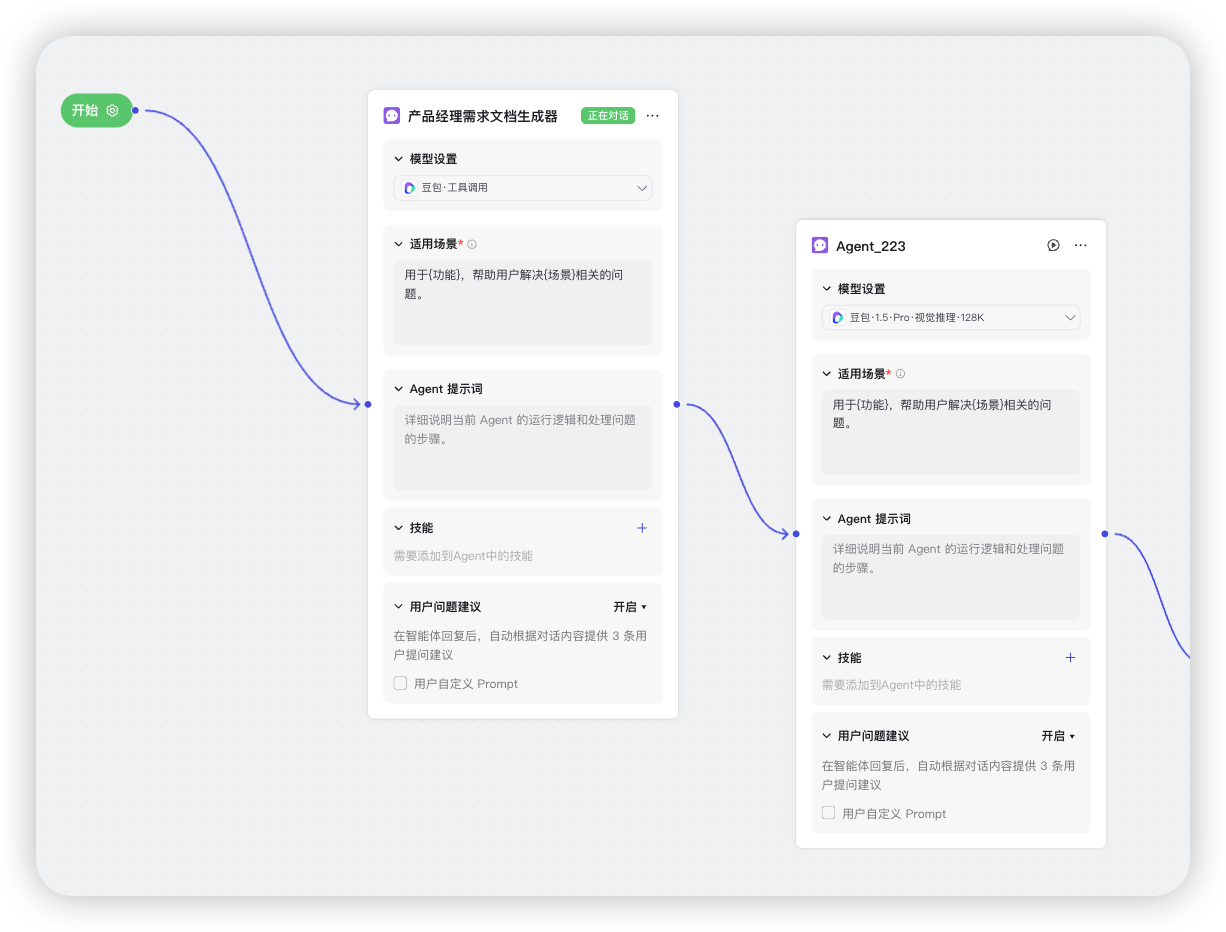 开始
产品经理需求文档生成器
正在对话
模型设置
豆包·工具调用
适用场景*
用于{功能}，帮助用户解决{场景}相关的问
题。
Agent 提示词
详细说明当前 Agent 的运行逻辑和处理问题
的步骤。
技能
需要添加到Agent中的技能
用户问题建议
开启
在智能体回复后，自动根据对话内容提供 3 条用
户提问建议
用户自定义 Prompt
Agent_223
模型设置
豆包·1.5·Pro·视觉推理·128K
适用场景*
用于{功能}，帮助用户解决{场景}相关的问
题。
Agent 提示词
详细说明当前 Agent 的运行逻辑和处理问题
的步骤。
技能
需要添加到Agent中的技能
用户问题建议
开启
在智能体回复后，自动根据对话内容提供 3 条用
户提问建议
用户自定义 Prompt